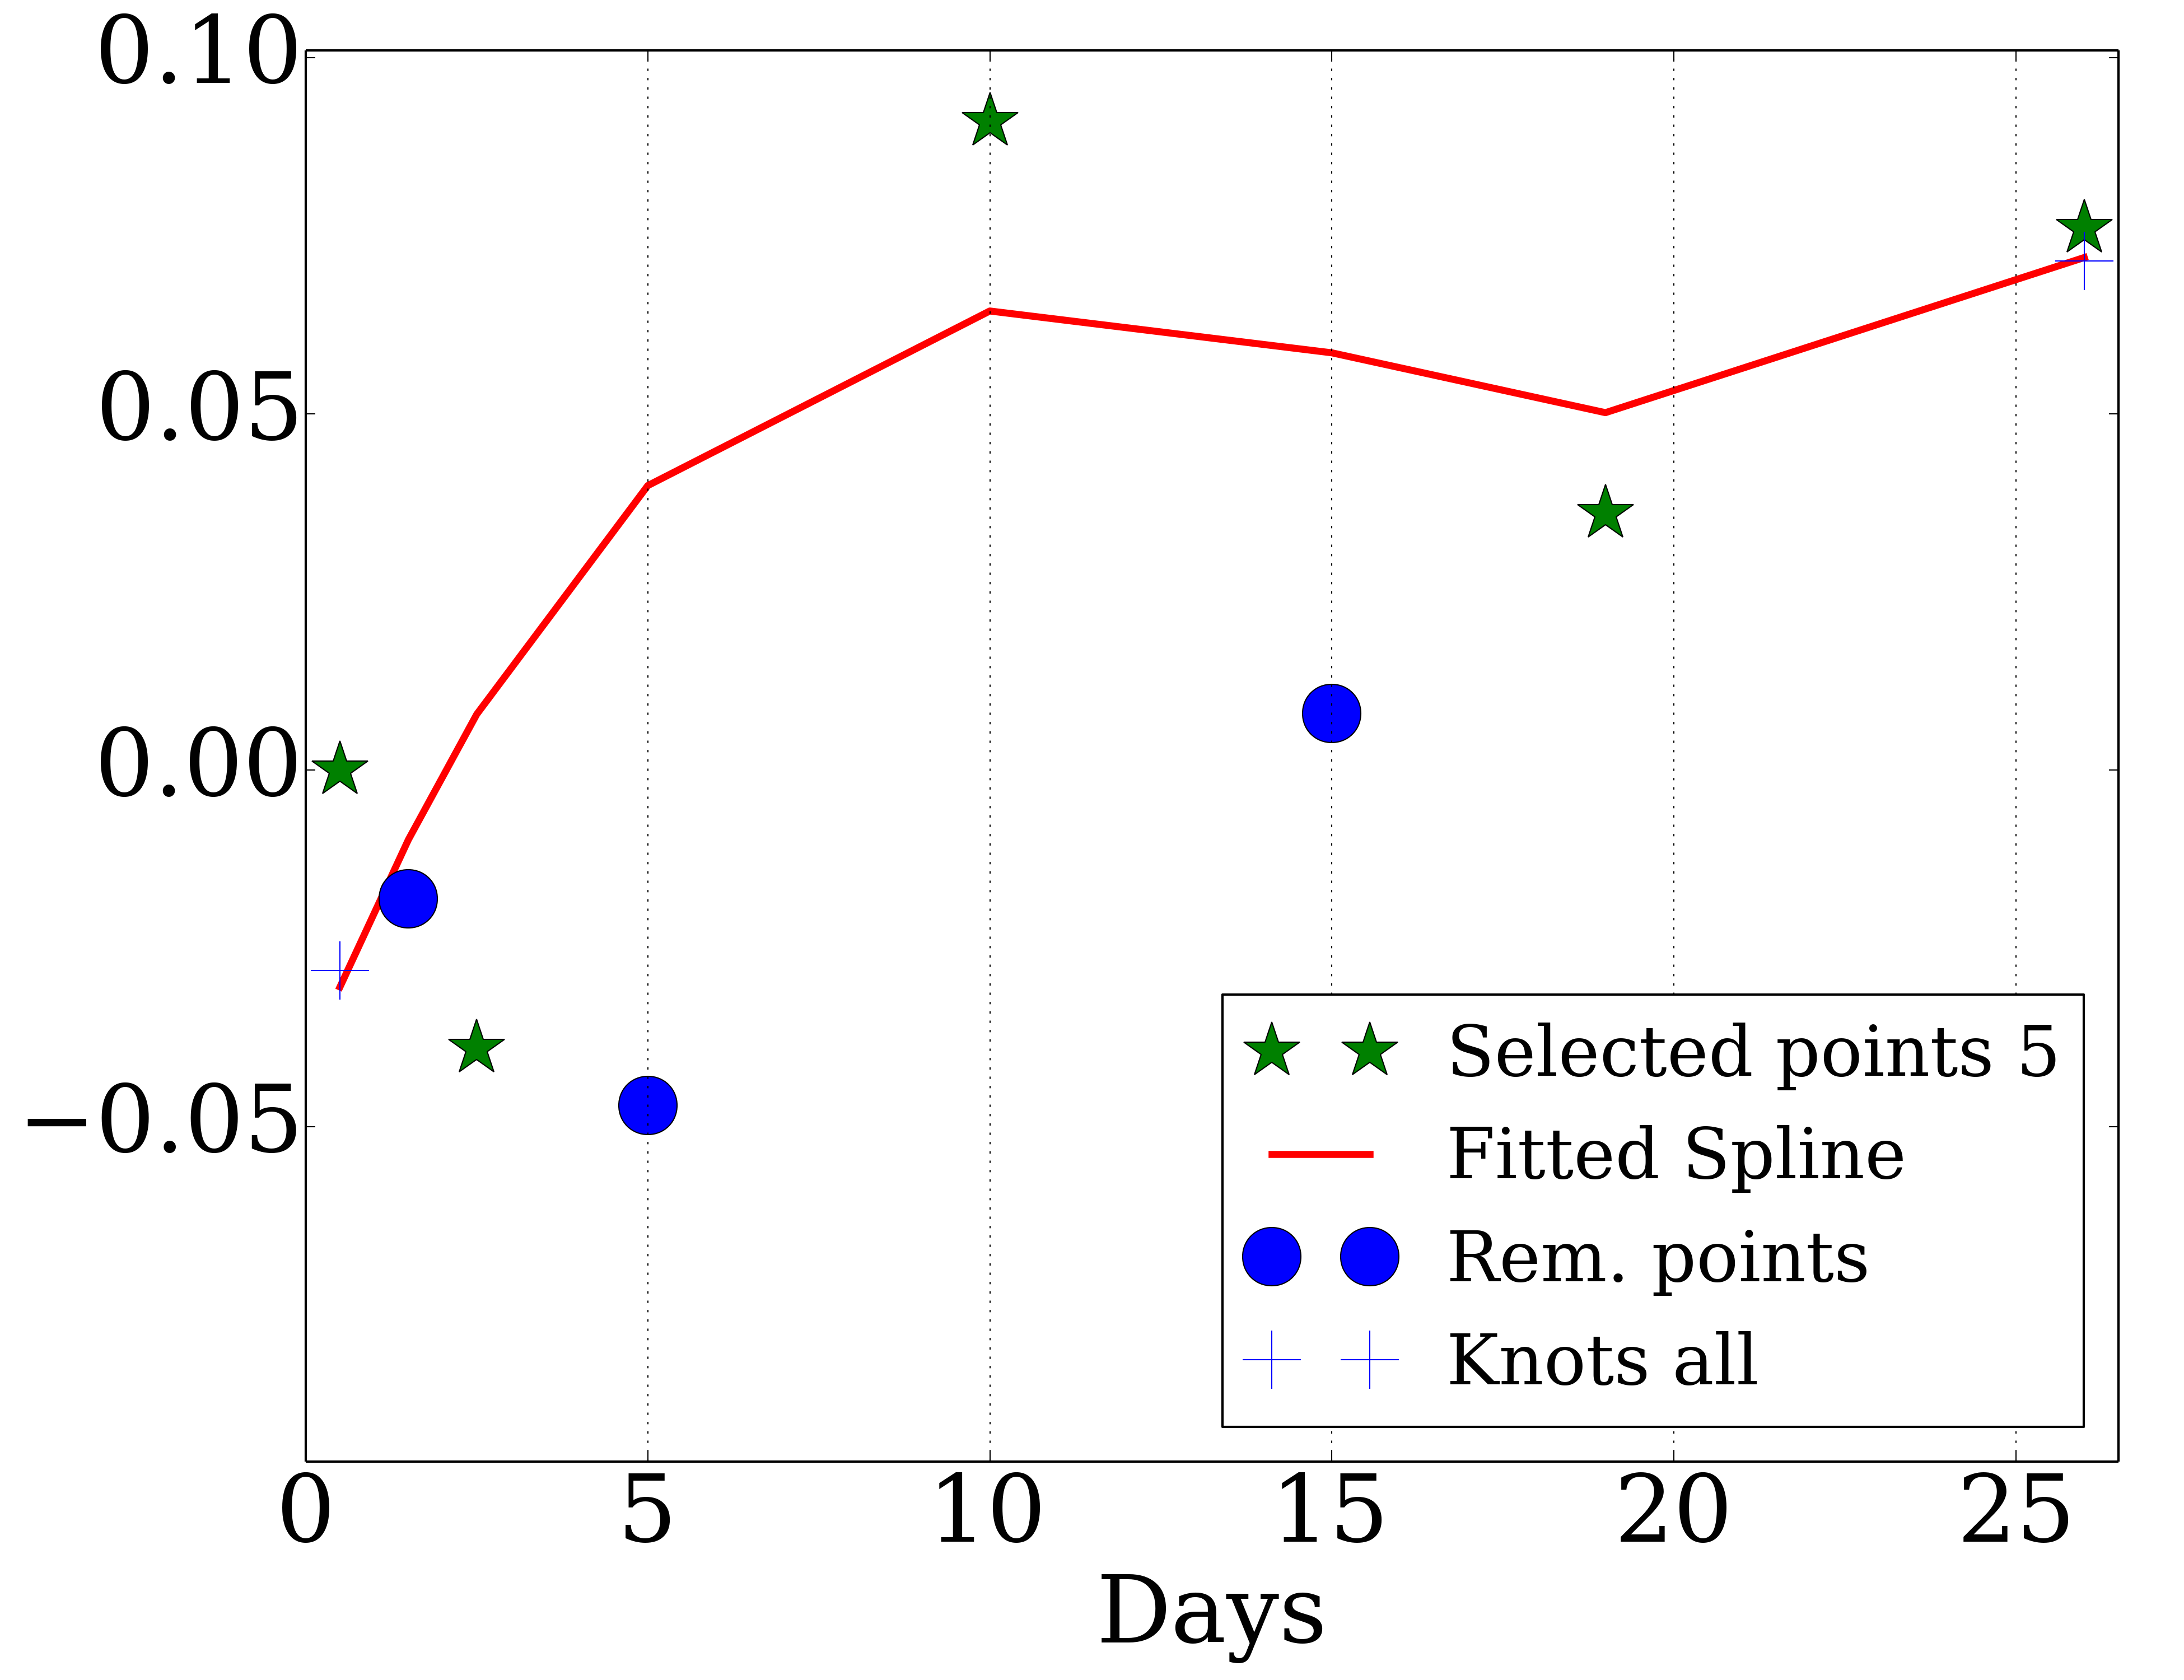 0.10
0.05
0.00
−0.05
Selected points 5
Fitted Spline
Rem. points
Knots all
0 5 10 15 20 25
Days